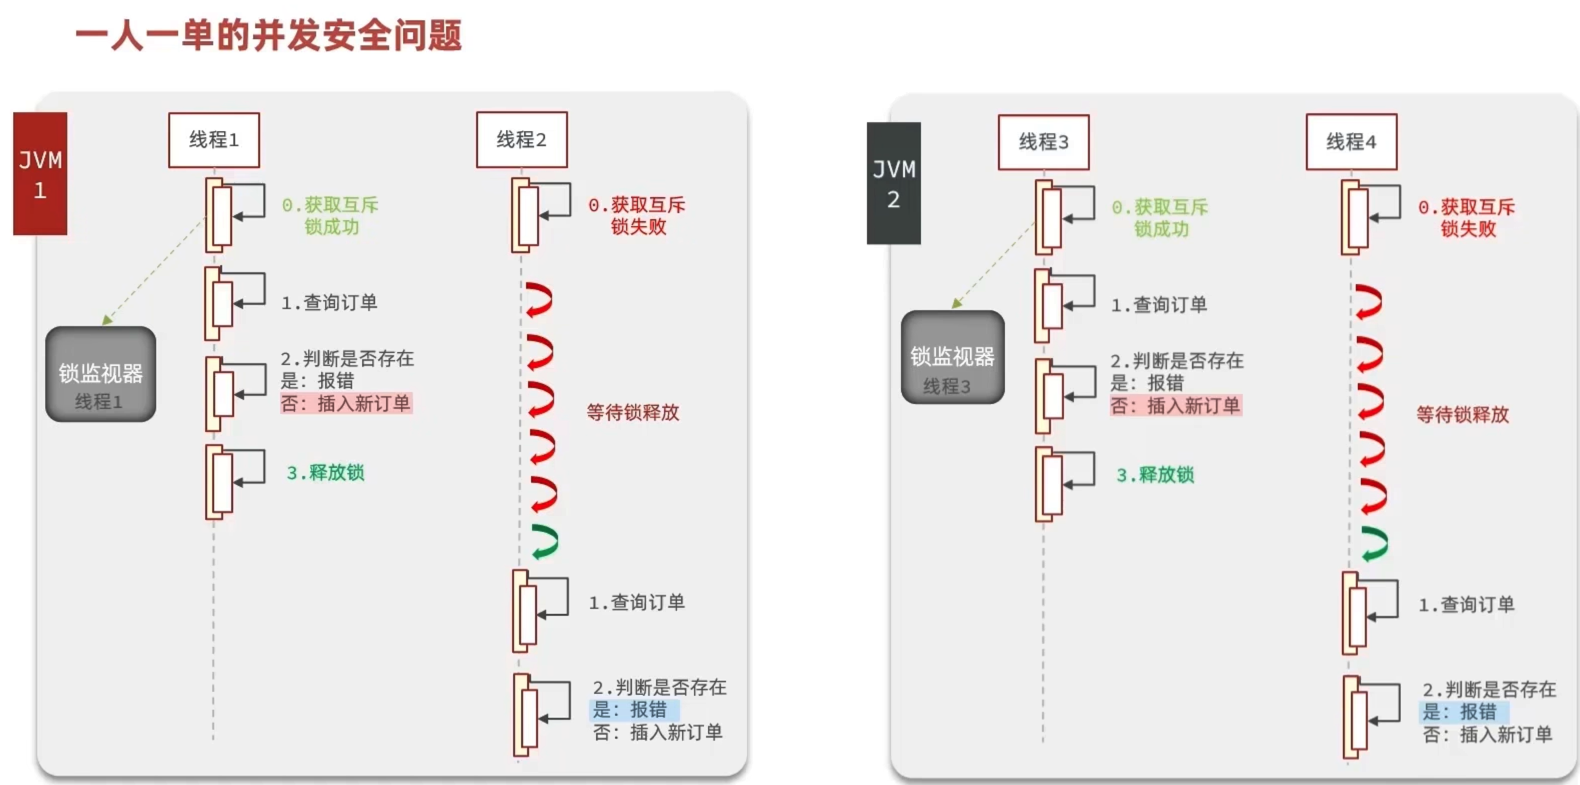 一人一单的并发安全问题
JVM
1
线程1
线程2
0.获取互斥
锁成功
0.获取互斥
锁失败
1.查询订单
锁监视器
线程1
2.判断是否存在
是：报错
否：插入新订单
等待锁释放
3.释放锁
1.查询订单
2.判断是否存在
是：报错
否：插入新订单
JVM
2
线程3
线程4
0.获取互斥
锁成功
0.获取互斥
锁失败
1.查询订单
锁监视器
线程3
2.判断是否存在
是：报错
否：插入新订单
等待锁释放
3.释放锁
1.查询订单
2.判断是否存在
是：报错
否：插入新订单